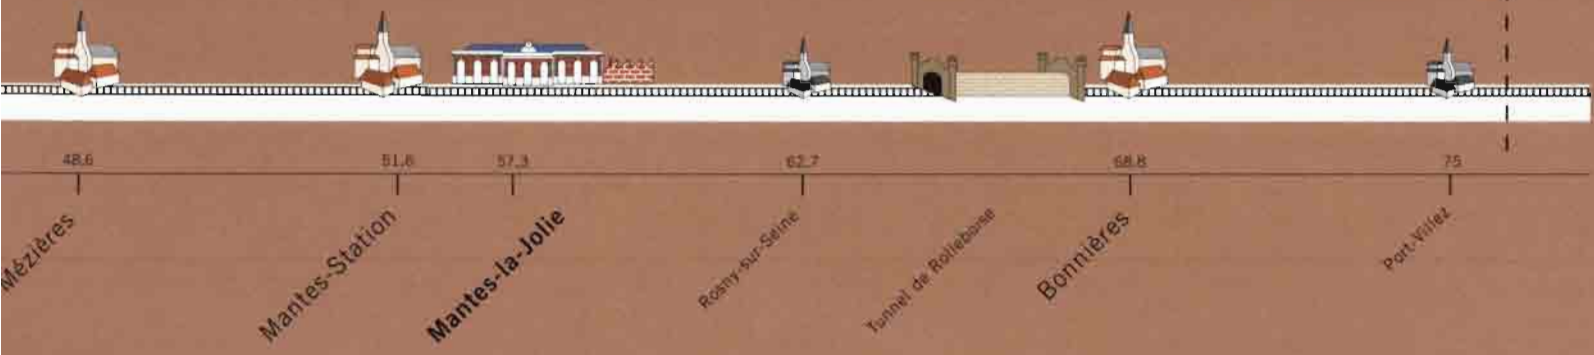 48,6
51,6
57,3
62,7
68,8
75
Mézières
Mantes-Station
Mantes-la-Jolie
Rosny-sur-Seine
Tunnel de Rolleboise
Bonnières
Port-Villez